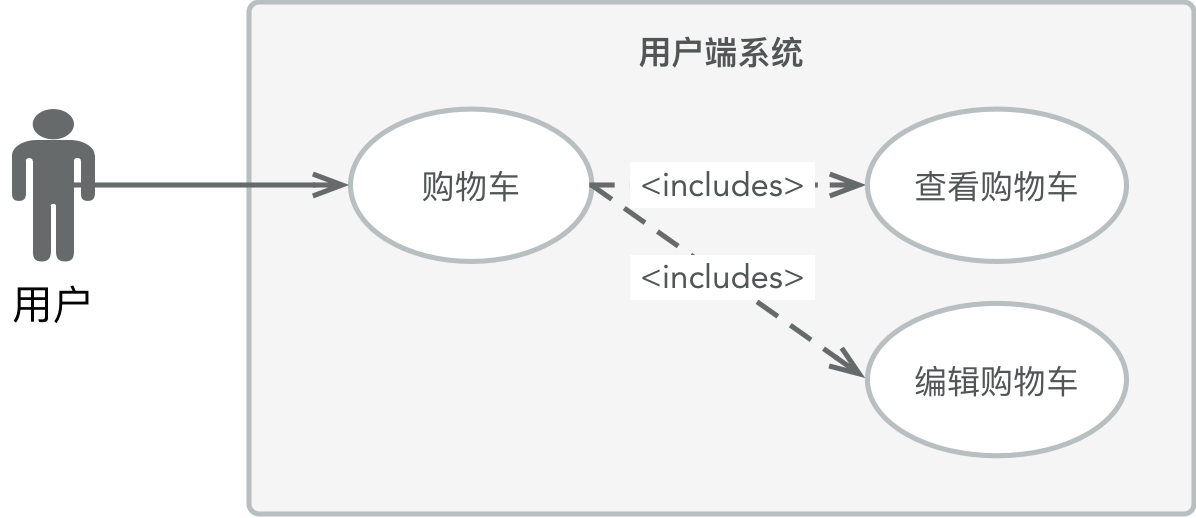 用户端系统
购物车
<includes>
查看购物车
<includes>
用户
编辑购物车